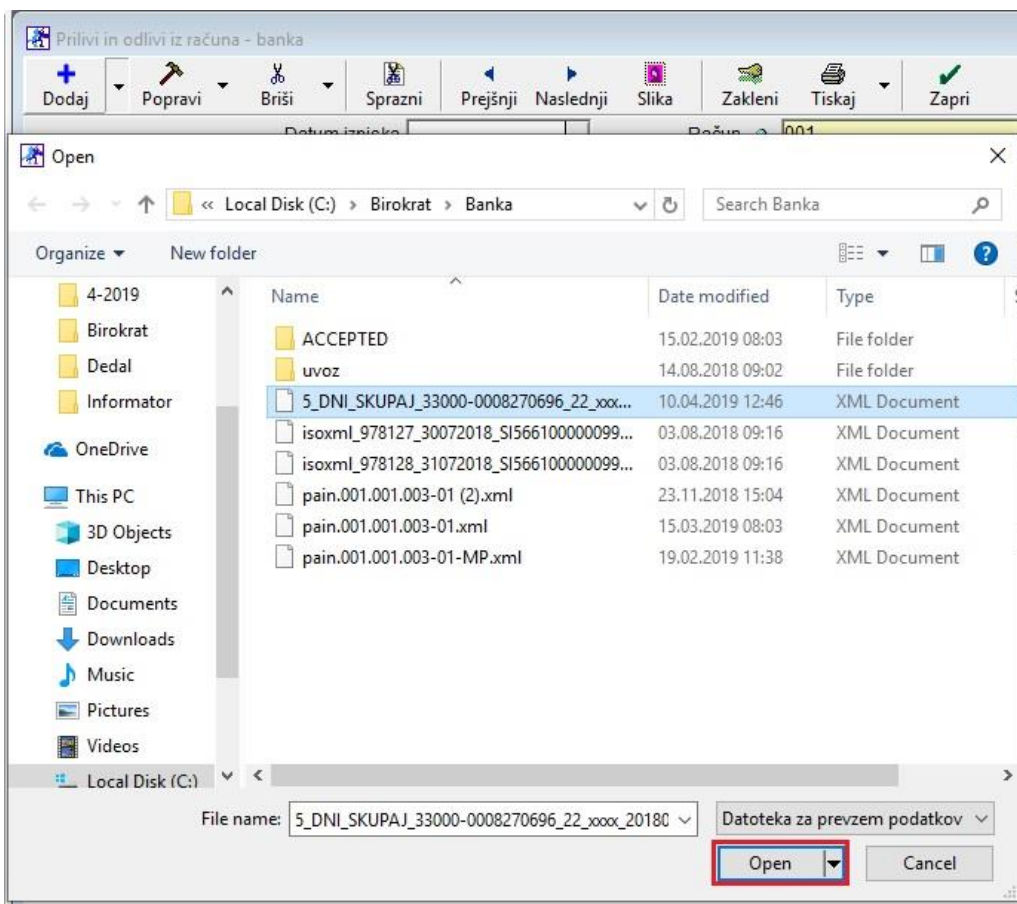 Prilivi in odlivi iz računa - banka
Dodaj Popravi Briši Sprazni Prejšnji Naslednji Slika Zakleni Tiskaj Zapri
Datum izpiska Račun 001
Open
« Local Disk (C:) › Birokrat › Banka Search Banka
Organize New folder
Name Date modified Type
4-2019
Birokrat
Dedal
Informator
OneDrive
This PC
3D Objects
Desktop
Documents
Downloads
Music
Pictures
Videos
Local Disk (C:)
ACCEPTED 15.02.2019 08:03 File folder
uvoz 14.08.2018 09:02 File folder
5_DNI_SKUPAJ_33000-0008270696_22_xxx... 10.04.2019 12:46 XML Document
isoxml_978127_30072018_SI566100000099... 03.08.2018 09:16 XML Document
isoxml_978128_31072018_SI566100000099... 03.08.2018 09:16 XML Document
pain.001.001.003-01 (2).xml 23.11.2018 15:04 XML Document
pain.001.001.003-01.xml 15.03.2019 08:03 XML Document
pain.001.001.003-01-MP.xml 19.02.2019 11:38 XML Document
File name: 5_DNI_SKUPAJ_33000-0008270696_22_xxxx_20180 Datoteka za prevzem podatkov
Open Cancel